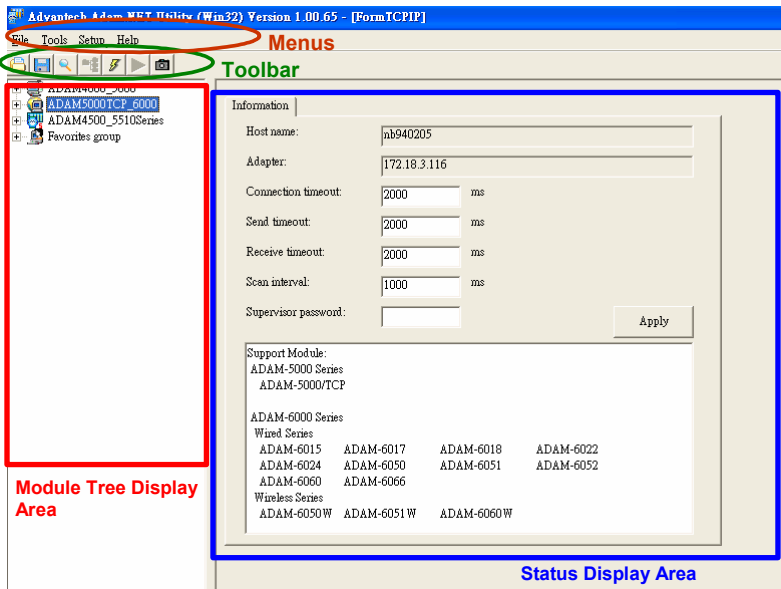 Advantech Adam.NET Utility (Win32) Version 1.00.65 - [FormTCPIP]
File Tools Setup Help
Menus
Toolbar
ADAM4000_5000
ADAM5000TCP_6000
ADAM4500_5510Series
Favorites group
Module Tree Display
Area
Information
Host name: nb940205
Adapter: 172.18.3.116
Connection timeout: 2000 ms
Send timeout: 2000 ms
Receive timeout: 2000 ms
Scan interval: 1000 ms
Supervisor password:
Apply
Support Module:
ADAM-5000 Series
ADAM-5000/TCP
ADAM-6000 Series
Wired Series
ADAM-6015 ADAM-6017 ADAM-6018 ADAM-6022
ADAM-6024 ADAM-6050 ADAM-6051 ADAM-6052
ADAM-6060 ADAM-6066
Wireless Series
ADAM-6050W ADAM-6051W ADAM-6060W
Status Display Area